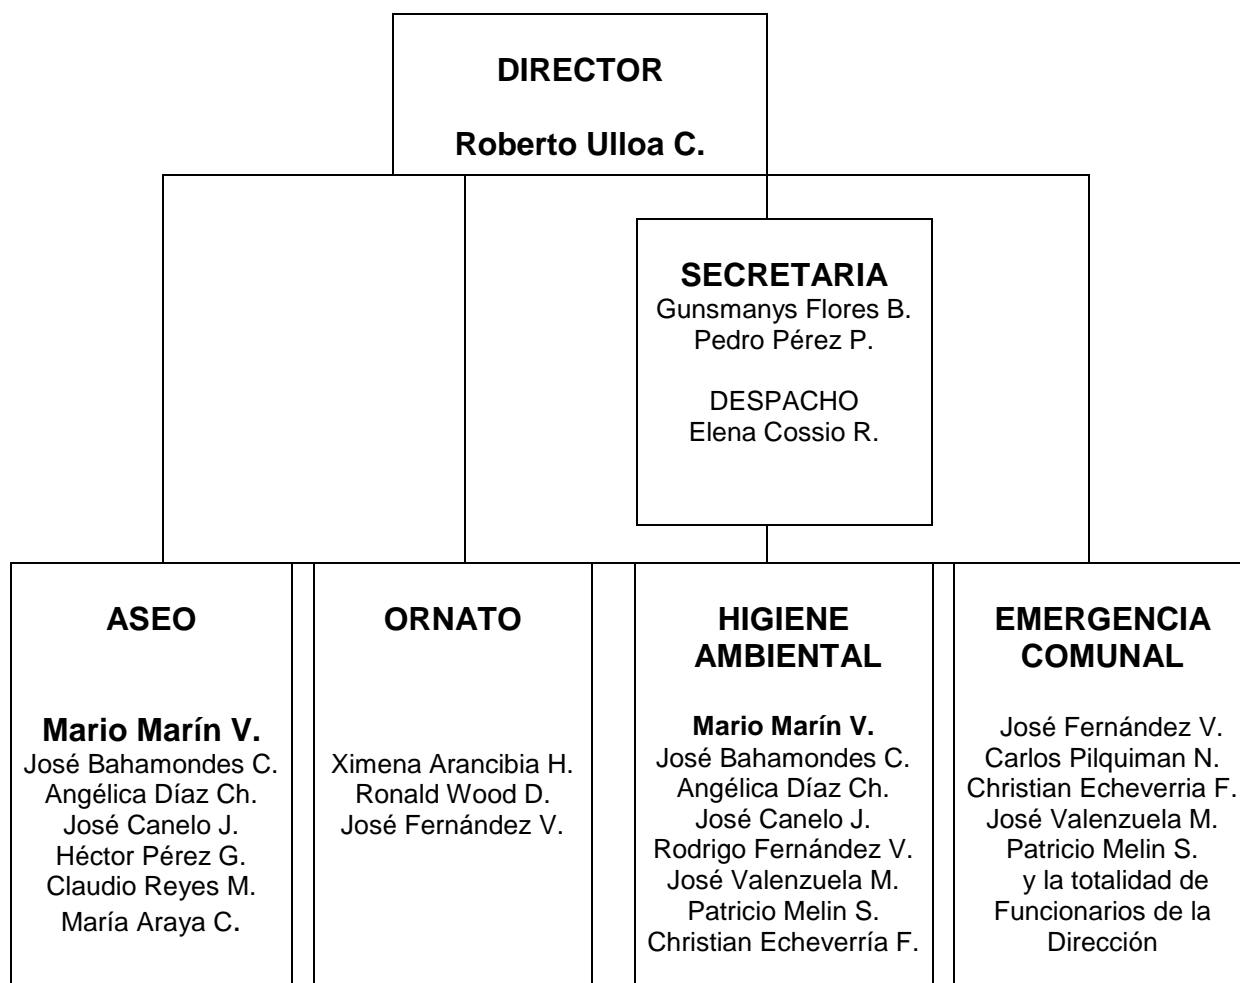 DIRECTOR
Roberto Ulloa C.
SECRETARIA
Gunsmanys Flores B.
Pedro Pérez P.
DESPACHO
Elena Cossio R.
ASEO
Mario Marín V.
José Bahamondes C.
Angélica Díaz Ch.
José Canelo J.
Héctor Pérez G.
Claudio Reyes M.
María Araya C.
ORNATO
Ximena Arancibia H.
Ronald Wood D.
José Fernández V.
HIGIENE
AMBIENTAL
Mario Marín V.
José Bahamondes C.
Angélica Díaz Ch.
José Canelo J.
Rodrigo Fernández V.
José Valenzuela M.
Patricio Melin S.
Christian Echeverría F.
EMERGENCIA
COMUNAL
José Fernández V.
Carlos Pilquiman N.
Christian Echeverria F.
José Valenzuela M.
Patricio Melin S.
y la totalidad de
Funcionarios de la
Dirección